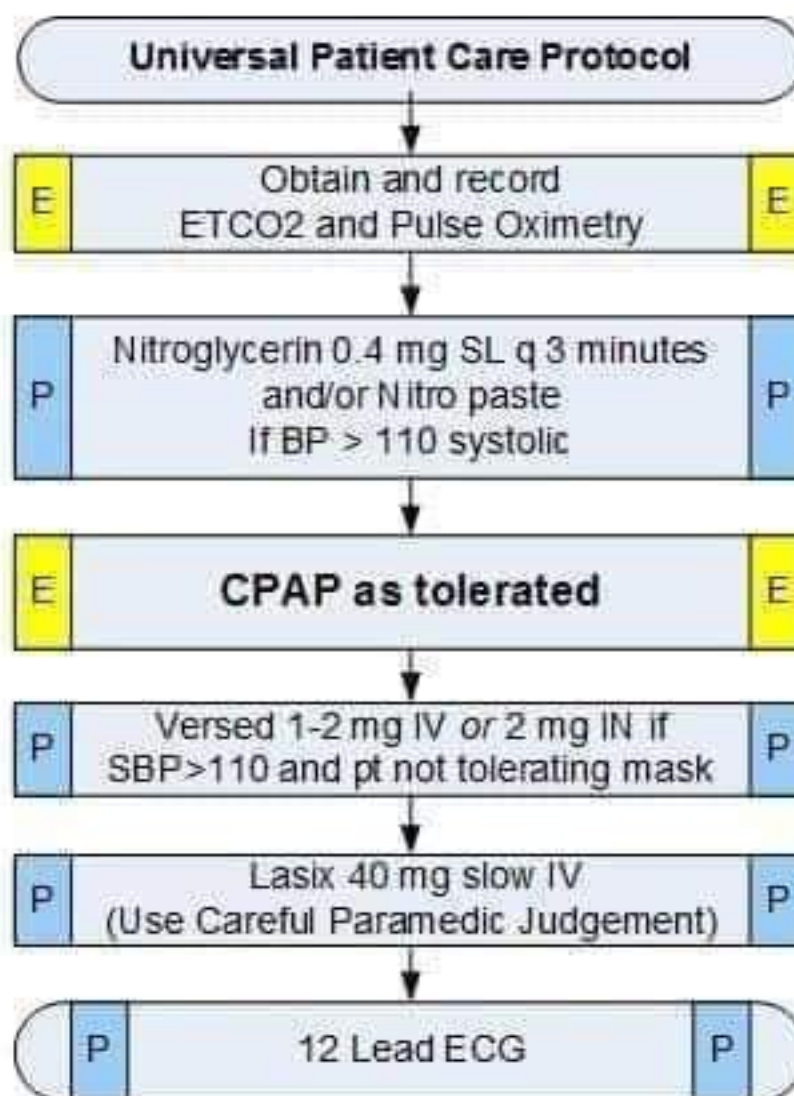 Universal Patient Care Protocol
E Obtain and record E
ETCO2 and Pulse Oximetry
Nitroglycerin 0.4 mg SL q 3 minutes
P and/or Nitro paste P
If BP > 110 systolic
E CPAP as tolerated E
P Versed 1-2 mg IV or 2 mg IN if P
SBP>110 and pt not tolerating mask
P Lasix 40 mg slow IV P
(Use Careful Paramedic Judgement)
P 12 Lead ECG P